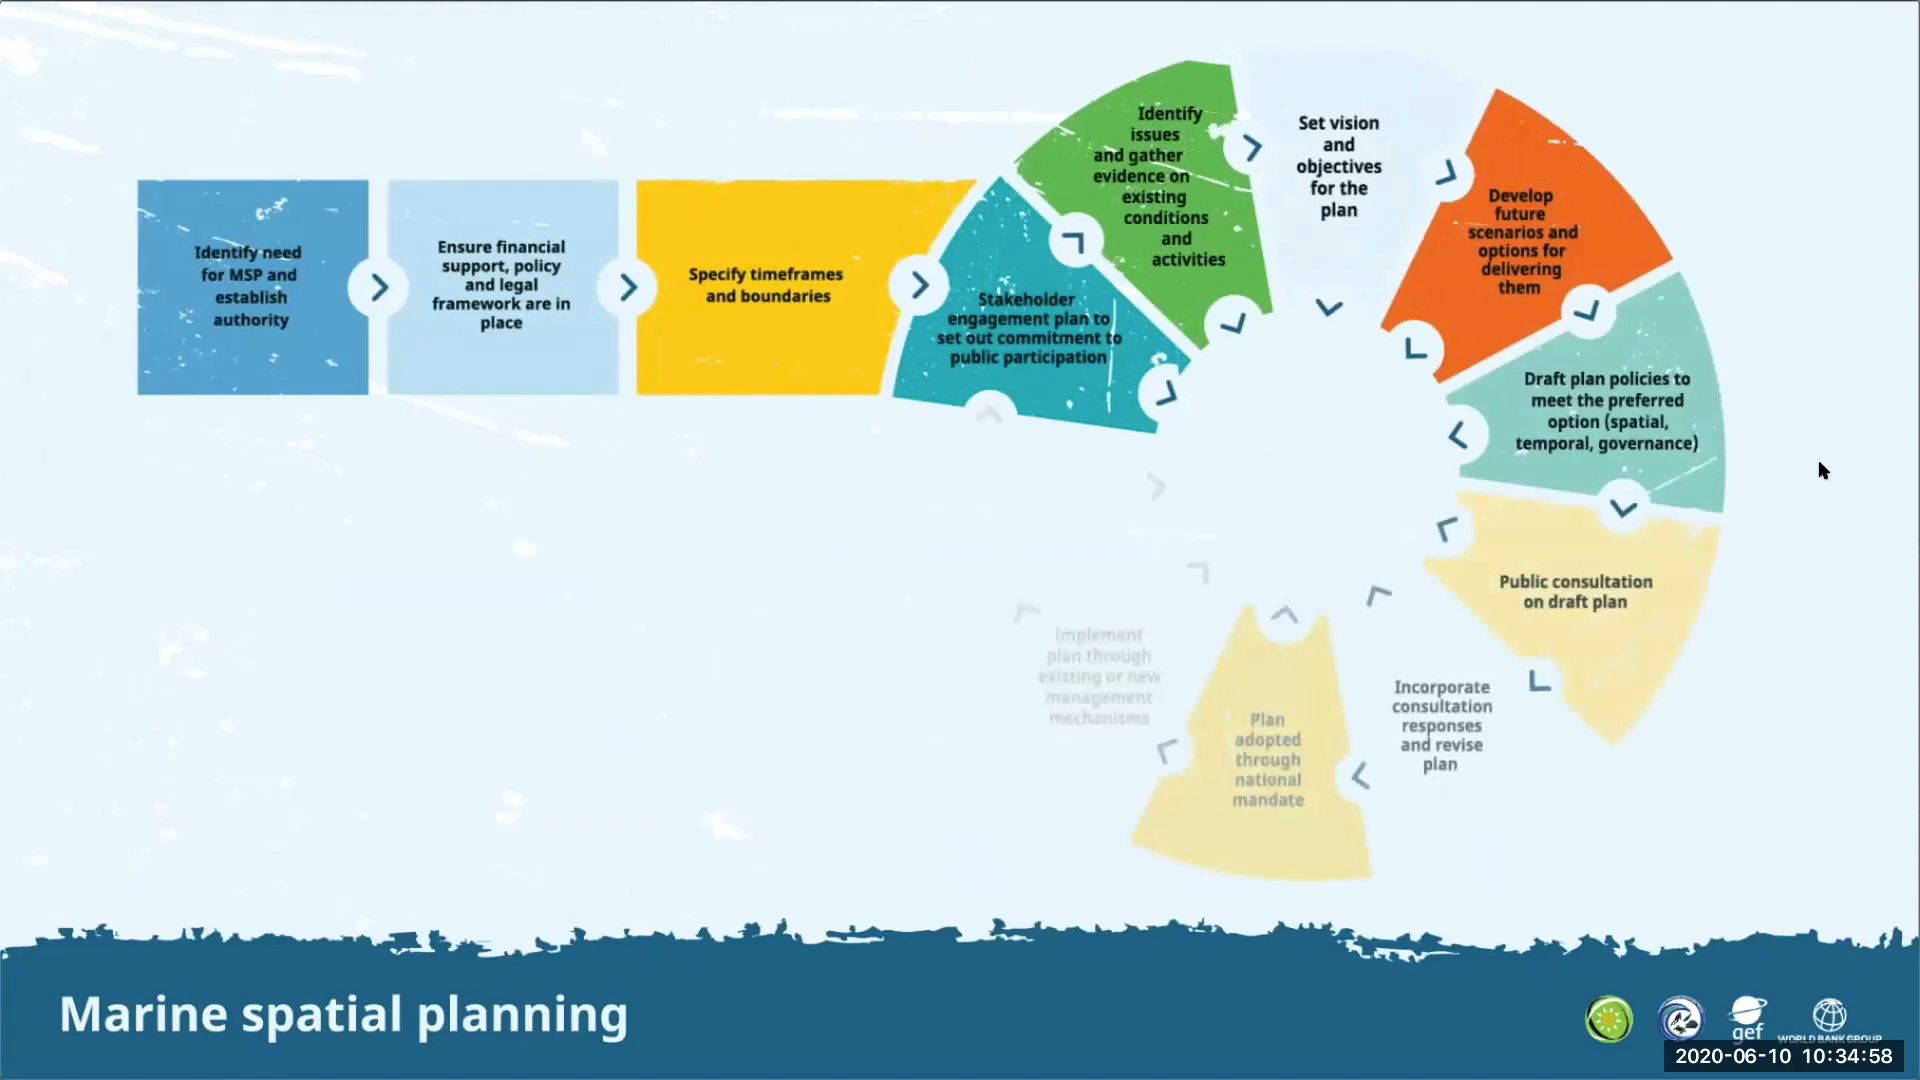 Identify need
for MSP and
establish
authority
Ensure financial
support, policy
and legal
framework are in
place
Specify timeframes
and boundaries
Stakeholder
engagement plan to
set out commitment to
public participation
Identify
issues
and gather
evidence on
existing
conditions
and
activities
Set vision
and
objectives
for the
plan
Develop
future
scenarios and
options for
delivering
them
Draft plan policies to
meet the preferred
option (spatial,
temporal, governance)
Public consultation
on draft plan
Incorporate
consultation
responses
and revise
plan
Plan
adopted
through
national
mandate
Implement
plan through
existing or new
management
mechanisms
Marine spatial planning
gef
WORLD BANK GROUP
2020-06-10 10:34:58